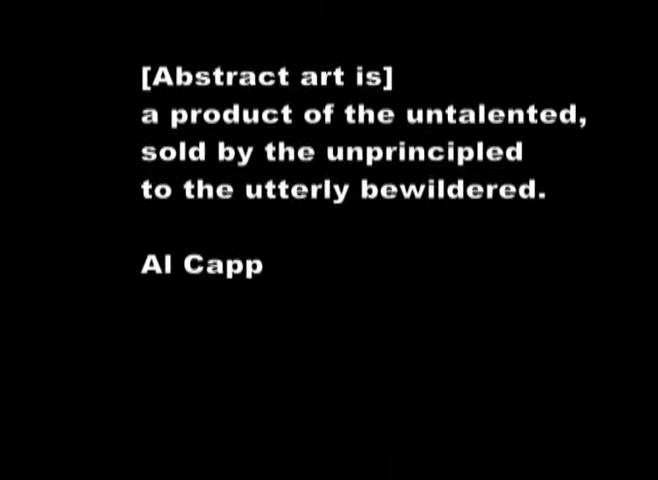 [Abstract art is]
a product of the untalented,
sold by the unprincipled
to the utterly bewildered.
Al Capp